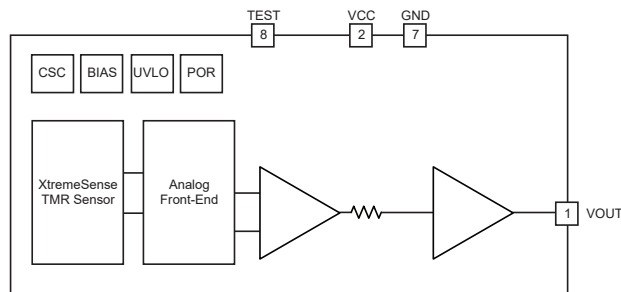 TEST VCC GND
8 2 7
CSC BIAS UVLO POR
XtremeSense
TMR Sensor
Analog
Front-End
1 VOUT